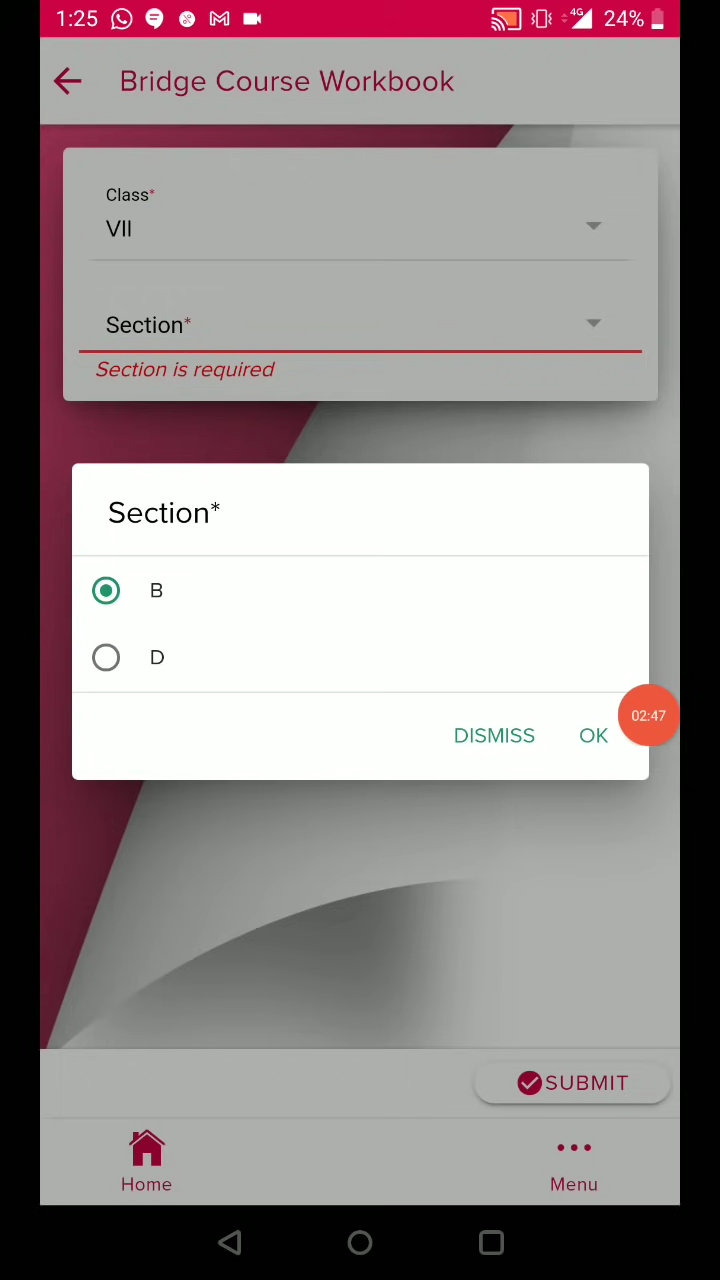 1:25 4G 24%
Bridge Course Workbook
Class*
VII
Section*
Section is required
Section*
B
D
02:47
DISMISS OK
SUBMIT
Home Menu